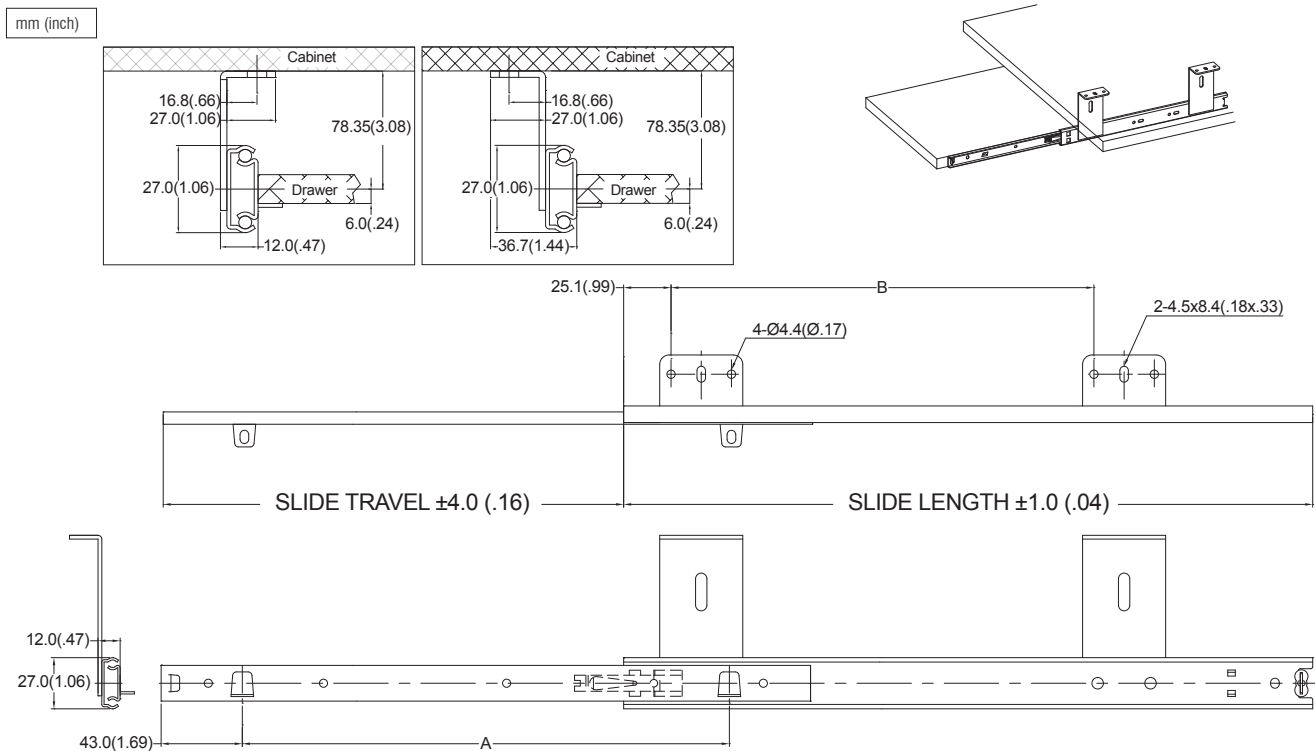 mm (inch)
Cabinet
16.8(.66)
27.0(1.06)
78.35(3.08)
27.0(1.06)
Drawer
6.0(.24)
12.0(.47)
Cabinet
16.8(.66)
27.0(1.06)
78.35(3.08)
27.0(1.06)
Drawer
6.0(.24)
36.7(1.44)
25.1(.99)
B
2-4.5x8.4(.18x.33)
4-Ø4.4(Ø.17)
SLIDE TRAVEL ±4.0 (.16)
SLIDE LENGTH ±1.0 (.04)
12.0(.47)
27.0(1.06)
43.0(1.69)
A